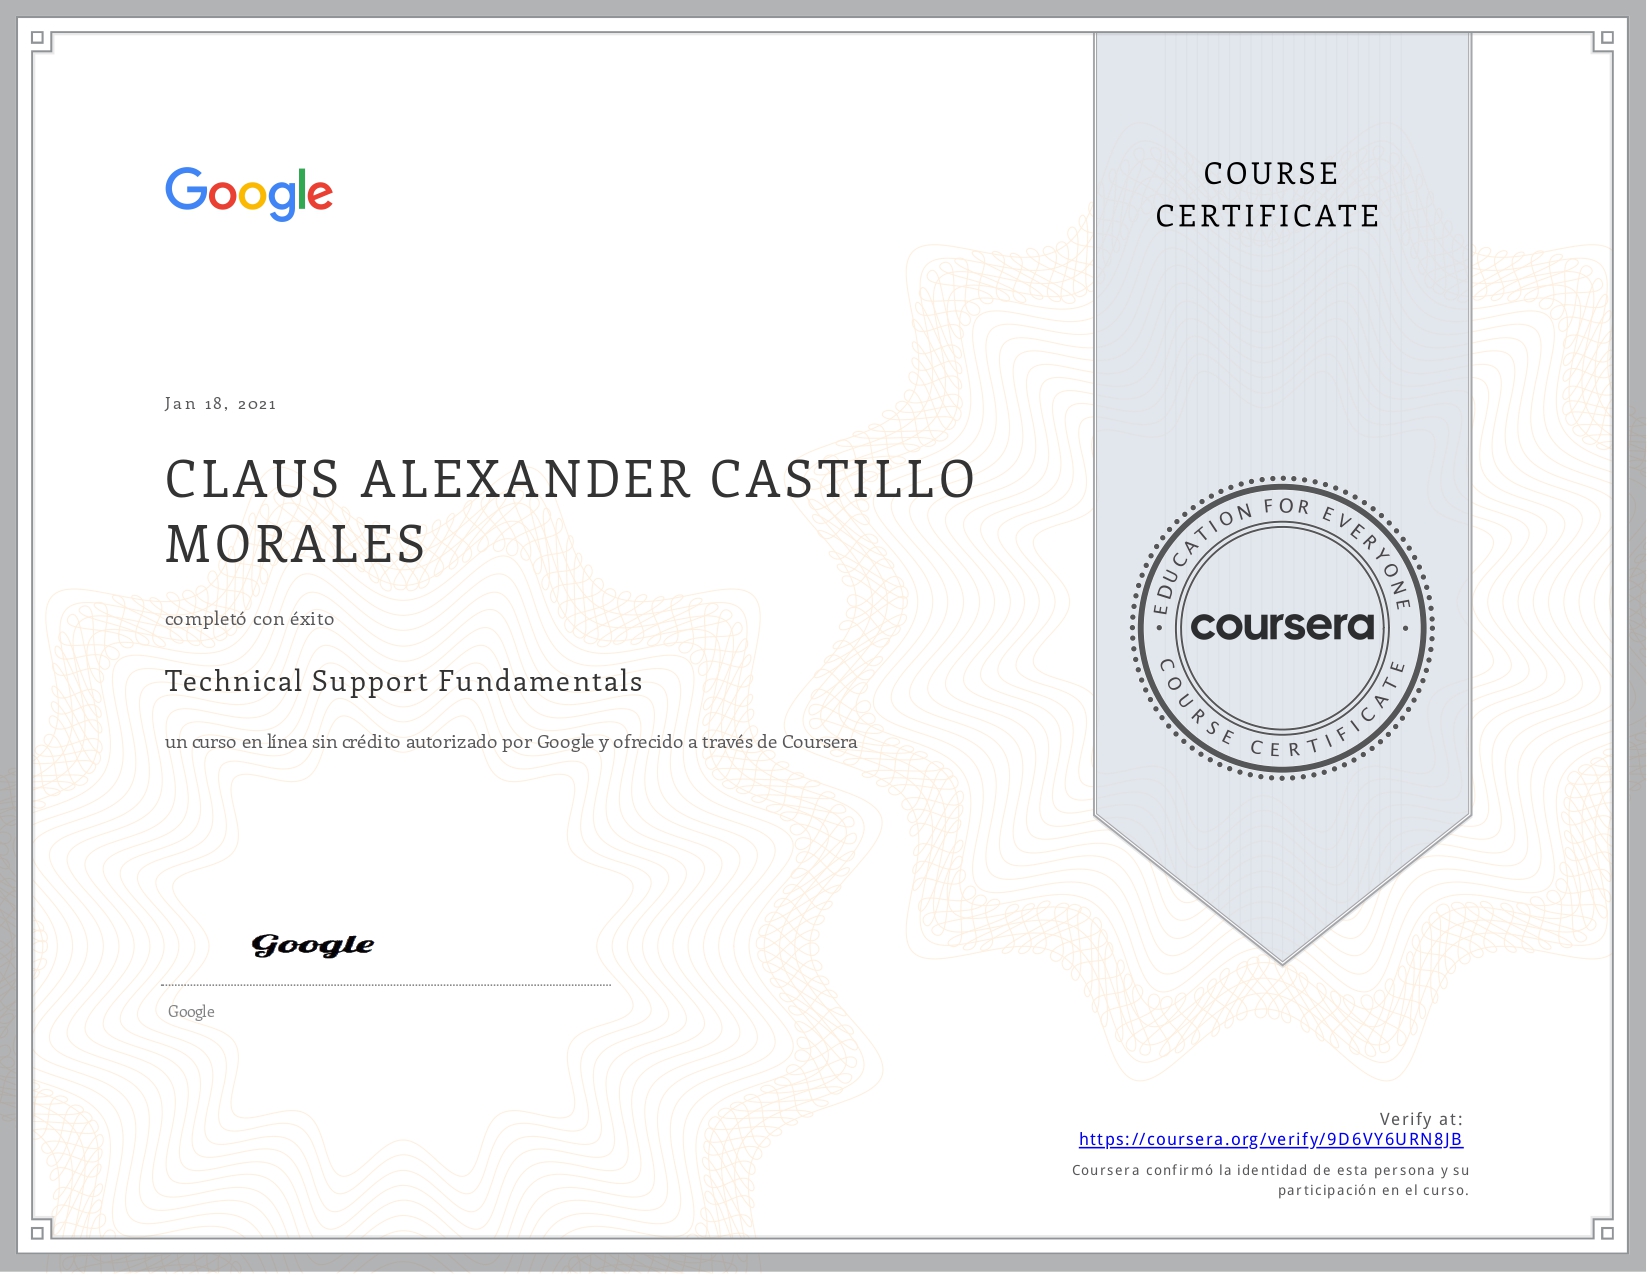 Google
COURSE
CERTIFICATE
Jan 18, 2021
CLAUS ALEXANDER CASTILLO
MORALES
completó con éxito
Technical Support Fundamentals
un curso en línea sin crédito autorizado por Google y ofrecido a través de Coursera
EDUCATION FOR EVERYONE
coursera
COURSE CERTIFICATE
Google
Google
Verify at:
https://coursera.org/verify/9D6VY6URN8JB
Coursera confirmó la identidad de esta persona y su
participación en el curso.